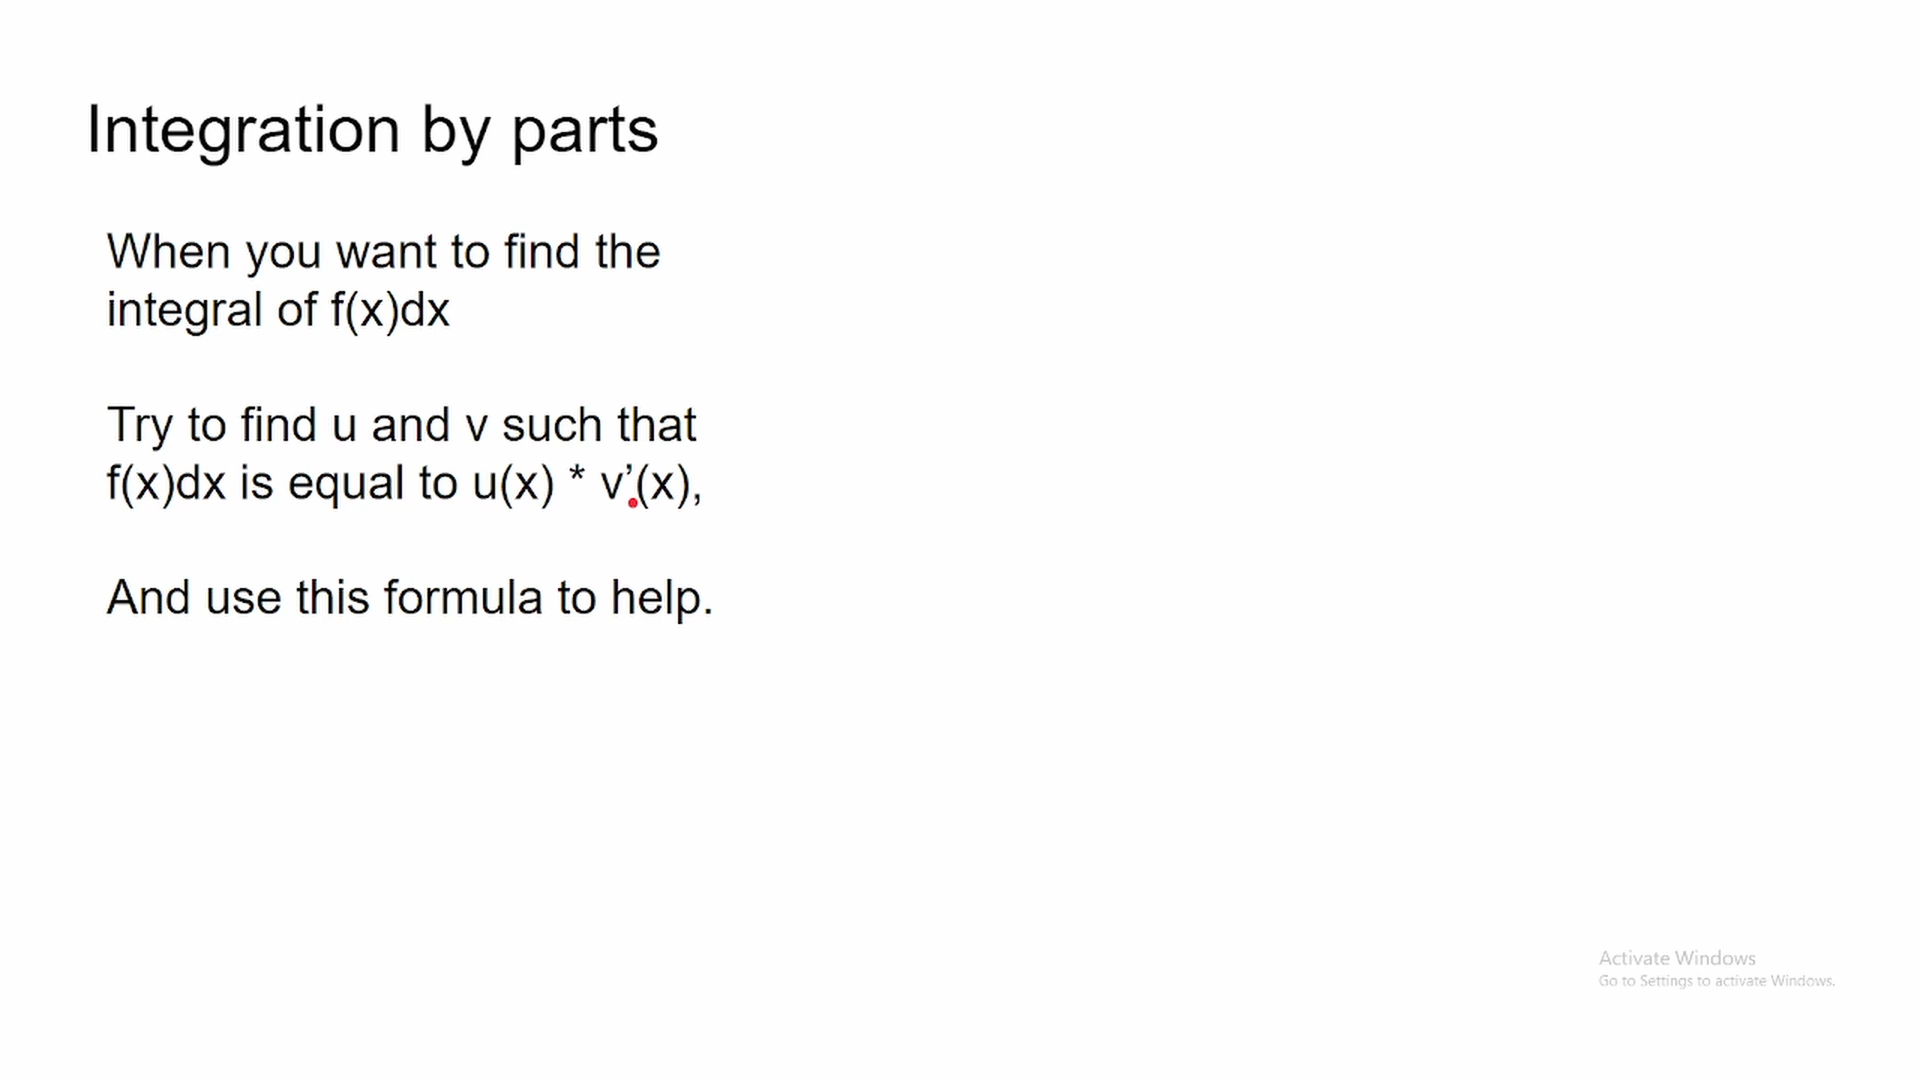 Integration by parts
When you want to find the
integral of f(x)dx
Try to find u and v such that
f(x)dx is equal to u(x) * v’(x),
And use this formula to help.
Activate Windows
Go to Settings to activate Windows.